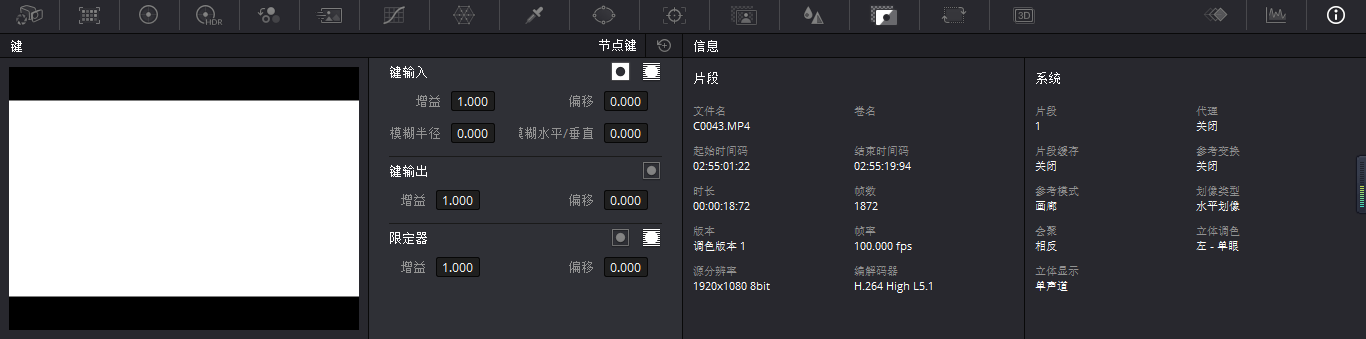 HDR
3D
键
节点键
信息
键输入
增益 1.000 偏移 0.000
模糊半径 0.000 模糊水平/垂直 0.000
键输出
增益 1.000 偏移 0.000
限定器
增益 1.000 偏移 0.000
片段
文件名 卷名
C0043.MP4
起始时间码 结束时间码
02:55:01:22 02:55:19:94
时长 帧数
00:00:18:72 1872
版本 帧率
调色版本 1 100.000 fps
源分辨率 编解码器
1920x1080 8bit H.264 High L5.1
系统
片段 代理
1 关闭
片段缓存 参考变换
关闭 关闭
参考模式 划像类型
画廊 水平划像
会聚 立体调色
相反 左 - 单眼
立体显示
单声道